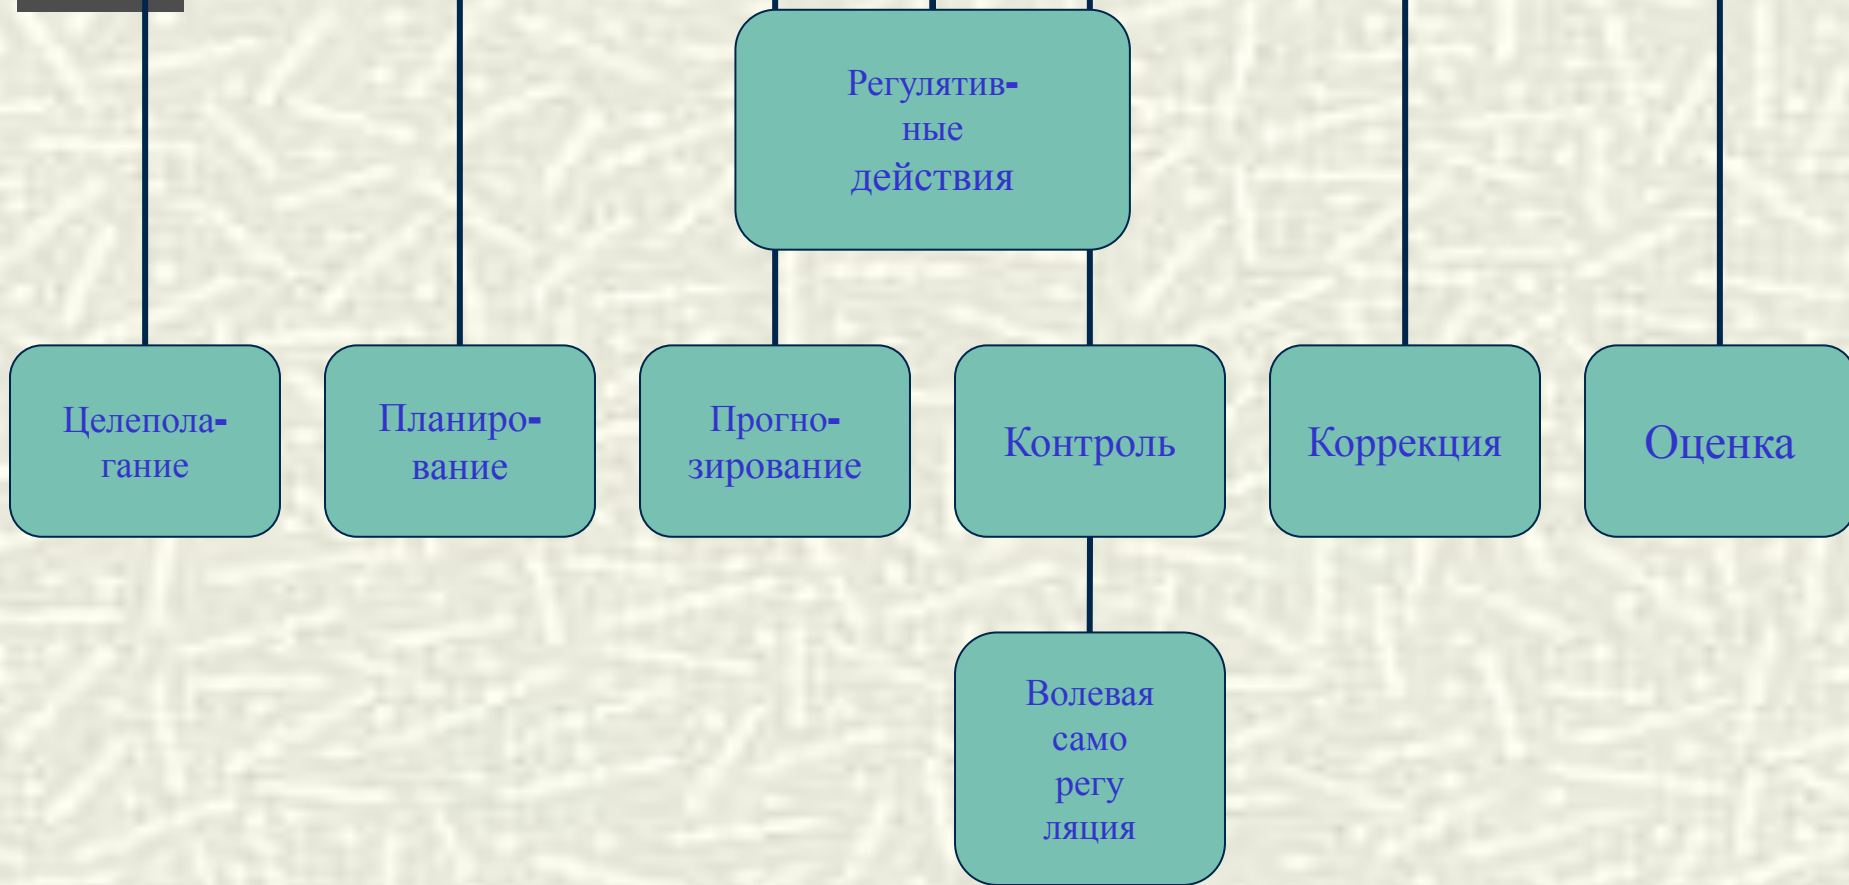 Регулятив-
ные
действия
Целепола-
гание
Планиро-
вание
Прогно-
зирование
Контроль
Коррекция
Оценка
Волевая
само
регу
ляция